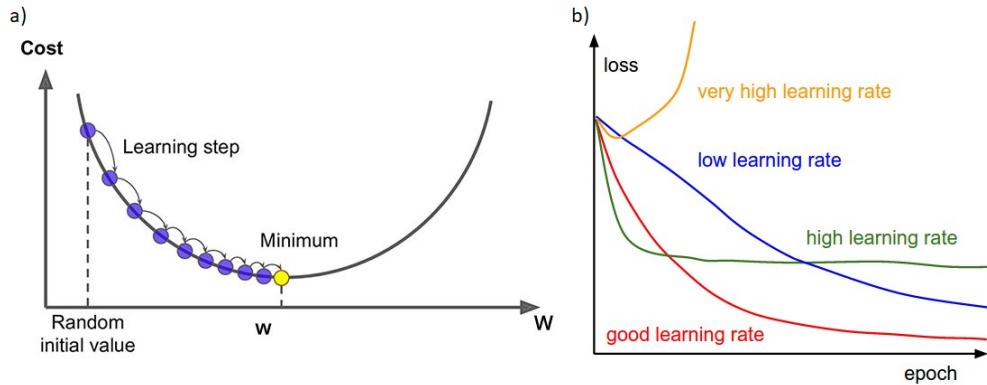 a)
Cost
Learning step
Minimum
Random
initial value
w
W
b)
loss
very high learning rate
low learning rate
high learning rate
good learning rate
epoch